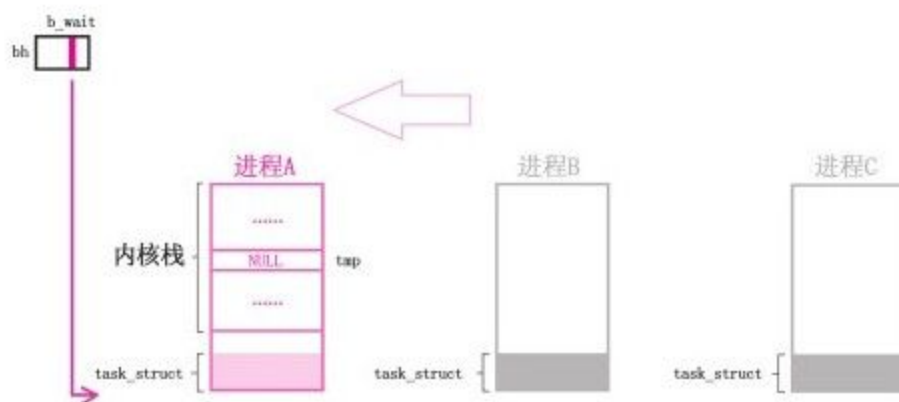 b_wait
bh
进程A
进程B
进程C
......
内核栈
NULL
tmp
......
task_struct
task_struct
task_struct